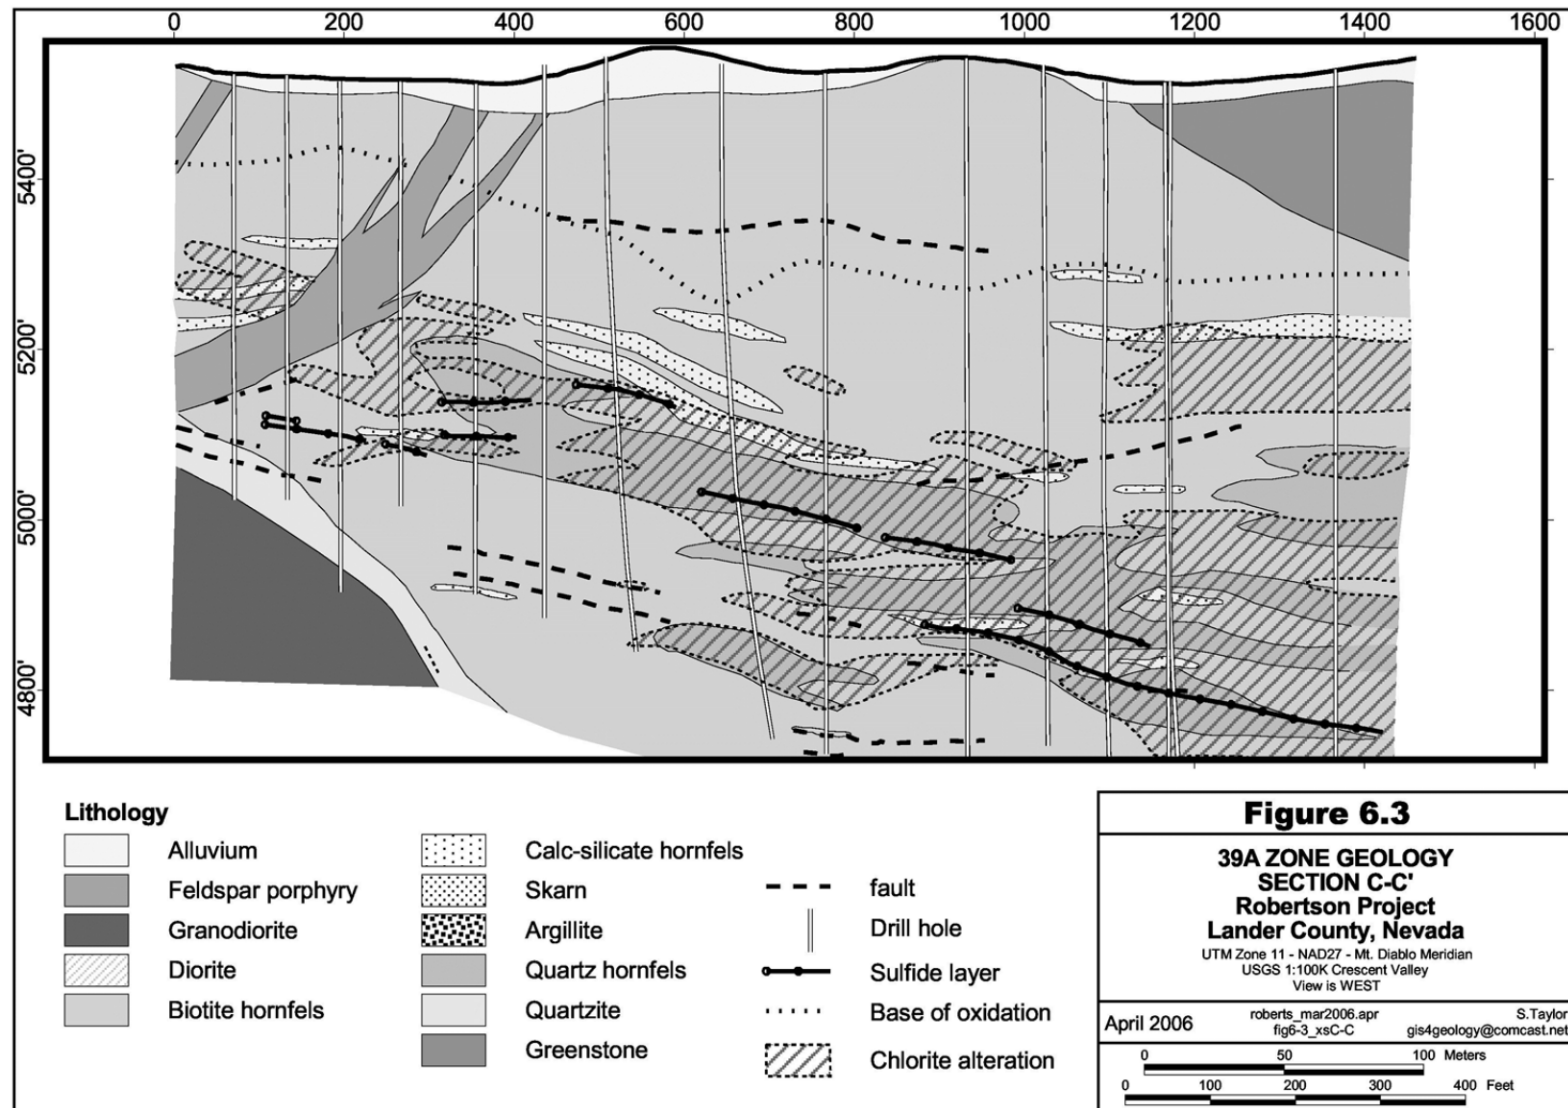 0 200 400 600 800 1000 1200 1400 1600
5400'
5200'
5000'
4800'
Lithology
Alluvium
Feldspar porphyry
Granodiorite
Diorite
Biotite hornfels
Calc-silicate hornfels
Skarn
Argillite
Quartz hornfels
Quartzite
Greenstone
fault
Drill hole
Sulfide layer
Base of oxidation
Chlorite alteration
Figure 6.3
39A ZONE GEOLOGY
SECTION C-C'
Robertson Project
Lander County, Nevada
UTM Zone 11 - NAD27 - Mt. Diablo Meridian
USGS 1:100K Crescent Valley
View is WEST
April 2006
roberts_mar2006.apr
fig6-3_xsC-C
S.Taylor
gis4geology@comcast.net
0 50 100 Meters
0 100 200 300 400 Feet